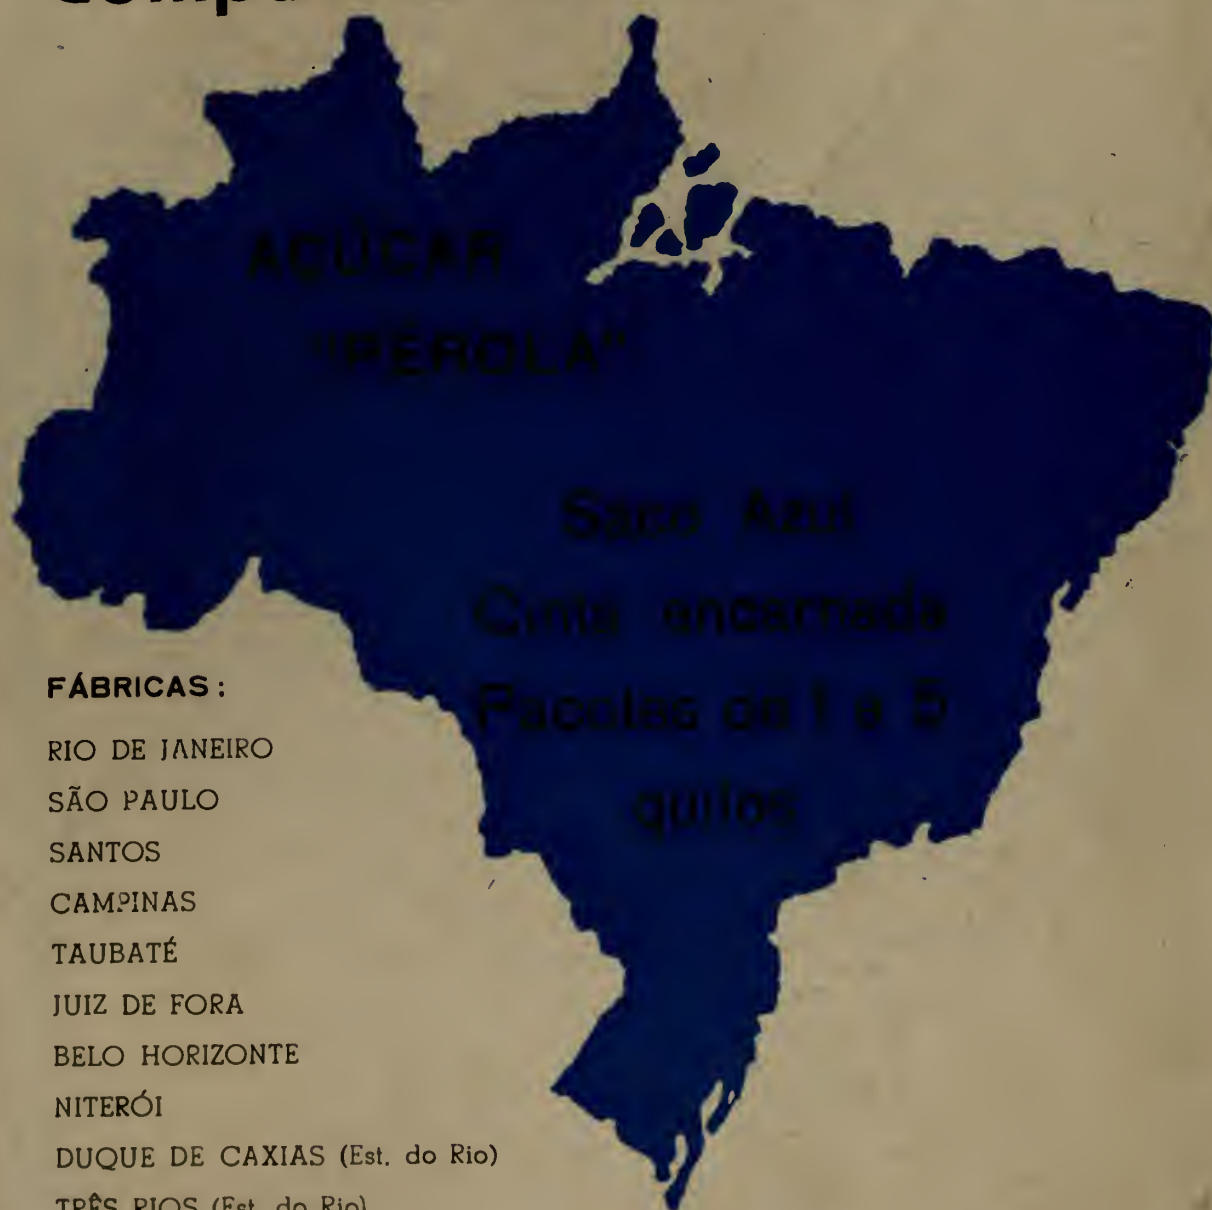 AÇÚCAR
"PÉROLA"
Saco Azul
Cinta encarnada
Pacotes de 1 e 5
quilos
FÁBRICAS:
RIO DE JANEIRO
SÃO PAULO
SANTOS
CAMPINAS
TAUBATÉ
JUIZ DE FORA
BELO HORIZONTE
NITERÓI
DUQUE DE CAXIAS (Est. do Rio)
TRÊS RIOS (Est. do Rio)